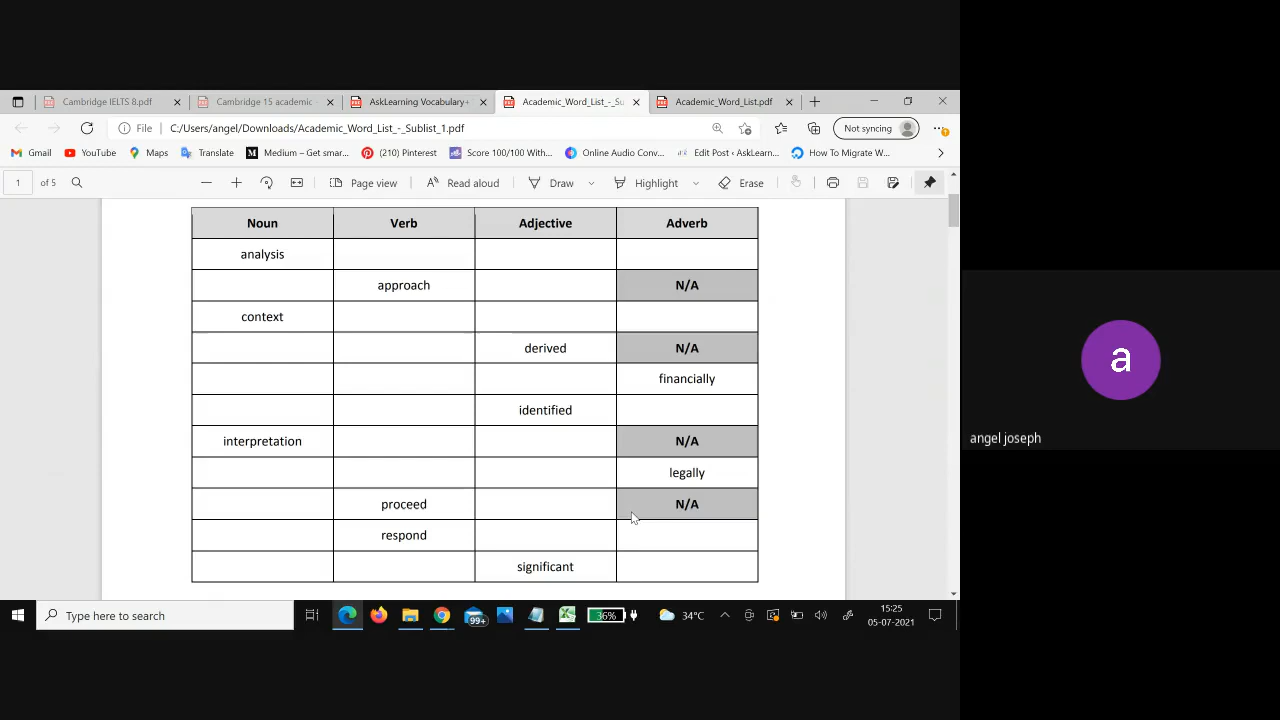 Cambridge IELTS 8.pdf
Cambridge 15 academic -
AskLearning Vocabulary+
Academic_Word_List_-_Su
Academic_Word_List.pdf
File
C:/Users/angel/Downloads/Academic_Word_List_-_Sublist_1.pdf
Not syncing
Gmail
YouTube
Maps
Translate
Medium – Get smar...
(210) Pinterest
Score 100/100 With...
Online Audio Conv...
Edit Post ‹ AskLearn...
How To Migrate W...
1 of 5
Page view
Read aloud
Draw
Highlight
Erase
Noun Verb Adjective Adverb
analysis
approach N/A
context
derived N/A
financially
identified
interpretation N/A
legally
proceed N/A
respond
significant
a
angel joseph
Type here to search
99+
36%
34°C
15:25
05-07-2021